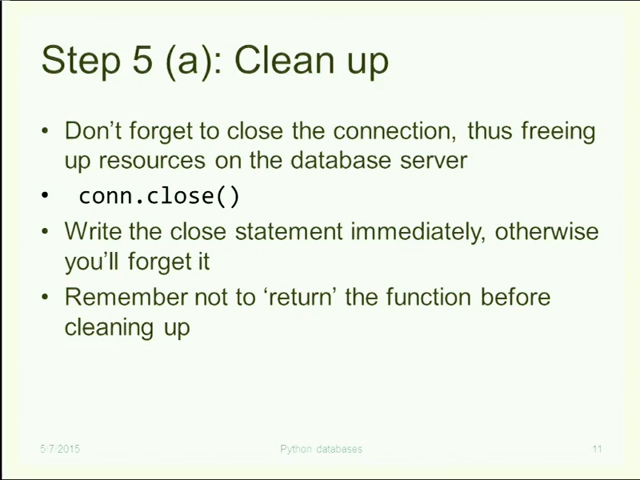 Step 5 (a): Clean up
• Don't forget to close the connection, thus freeing
up resources on the database server
• conn.close()
• Write the close statement immediately, otherwise
you'll forget it
• Remember not to ‘return’ the function before
cleaning up
5/7/2015 Python databases 11